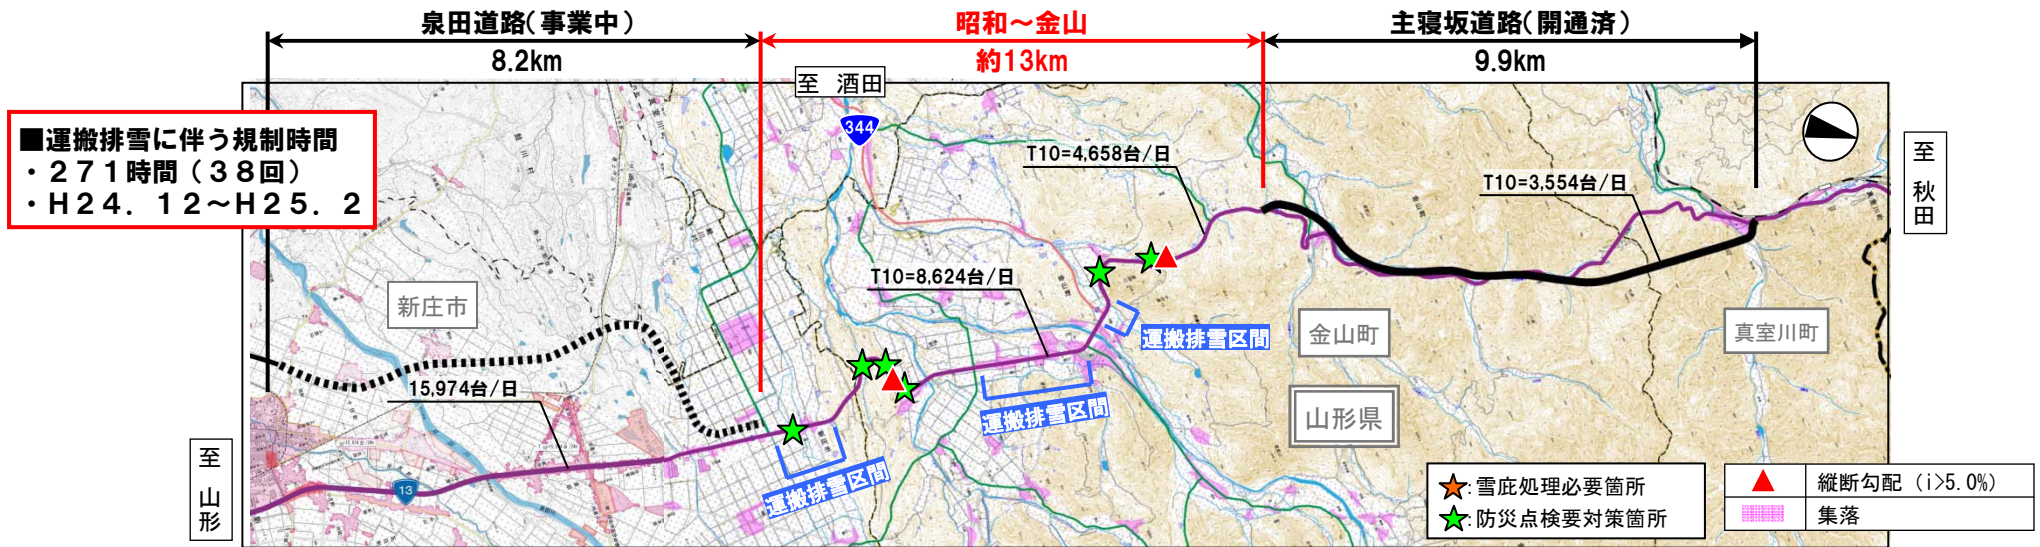 泉田道路(事業中)
8.2km
昭和～金山
約13km
主寝坂道路(開通済)
9.9km
至 酒田
344
■運搬排雪に伴う規制時間
・271時間（38回）
・H24．12～H25．2
T10=4,658台/日
T10=3,554台/日
至 秋田
T10=8,624台/日
新庄市
運搬排雪区間
金山町
真室川町
15,974台/日
運搬排雪区間
山形県
至 山形
13
運搬排雪区間
★:雪庇処理必要箇所
★:防災点検要対策箇所
▲ 縦断勾配（i>5.0%）
集落